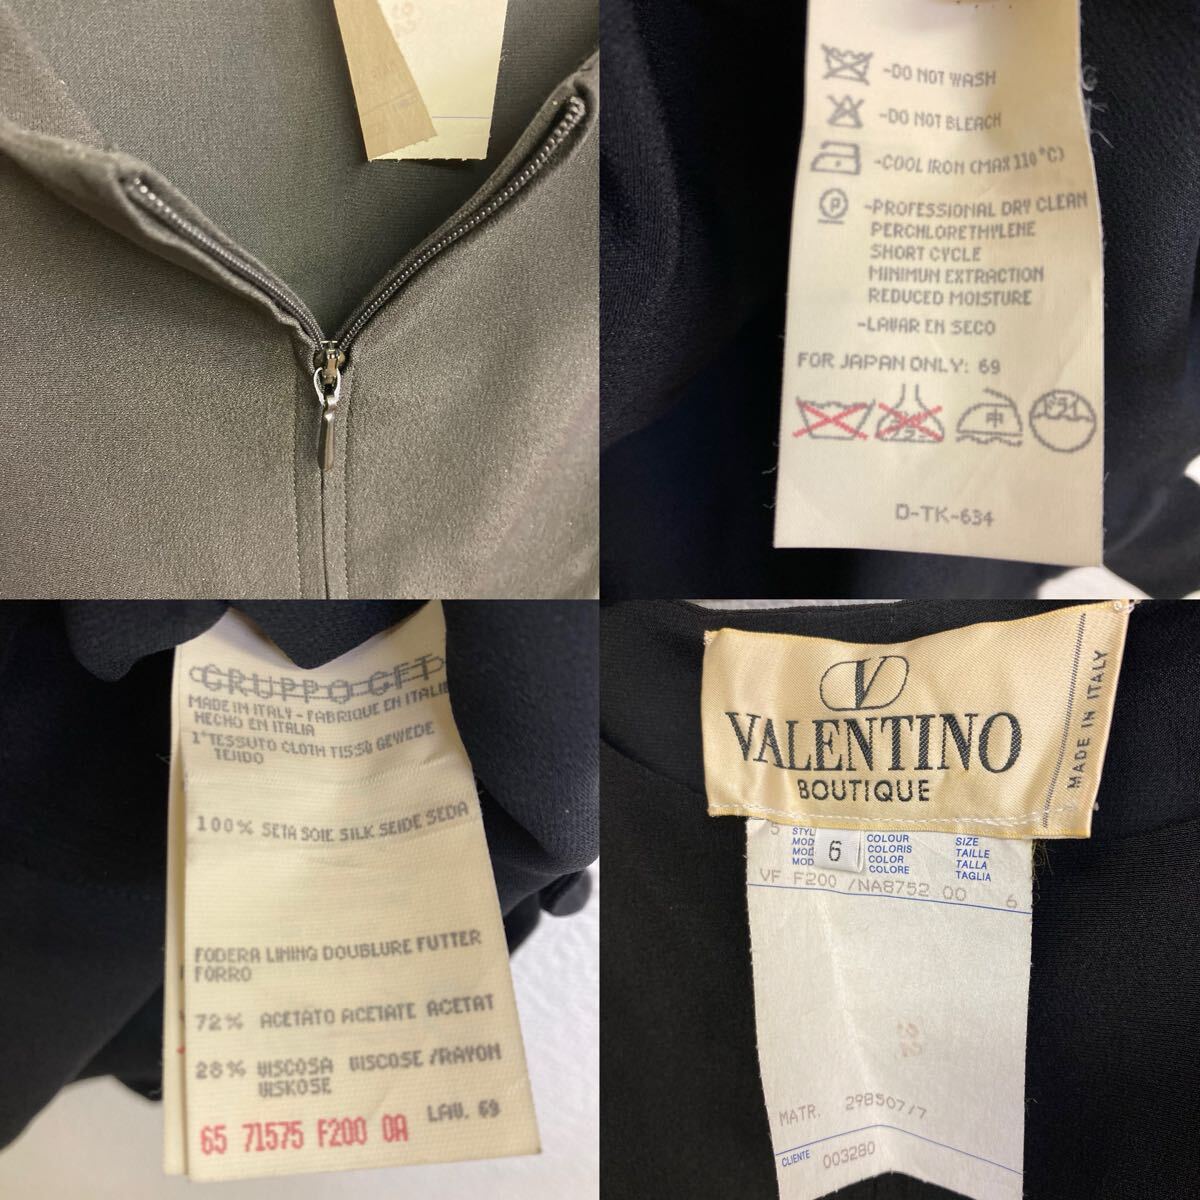 -DO NOT WASH
-DO NOT BLEACH
-COOL IRON (MAX 110°C)
P
-PROFESSIONAL DRY CLEAN
PERCHLORETHYLENE
SHORT CYCLE
MINIMUN EXTRACTION
REDUCED MOISTURE
-LAVAR EN SECO
FOR JAPAN ONLY: 69
中
ドライ
D-TK-634
GRUPPO GFT
MADE IN ITALY - FABRIQUE EN ITALIE
HECHO EN ITALIA
1°TESSUTO CLOTH TISSU GEWEDE
TEJIDO
100% SETA SOIE SILK SEIDE SEDA
FODERA LINING DOUBLURE FUTTER
FORRO
72% ACETATO ACETATE ACETAT
28% VISCOSA VISCOSE/RAYON
VISKOSE
LAV. 69
65 71575 F200 0A
V
VALENTINO
BOUTIQUE
MADE IN ITALY
5
6
COLOUR
COLORIS
COLOR
COLORE
SIZE
TAILLE
TALLA
TAGLIA
VF F200 /NA8752 00 6
MATR. 298507/7
CLIENTE 003280